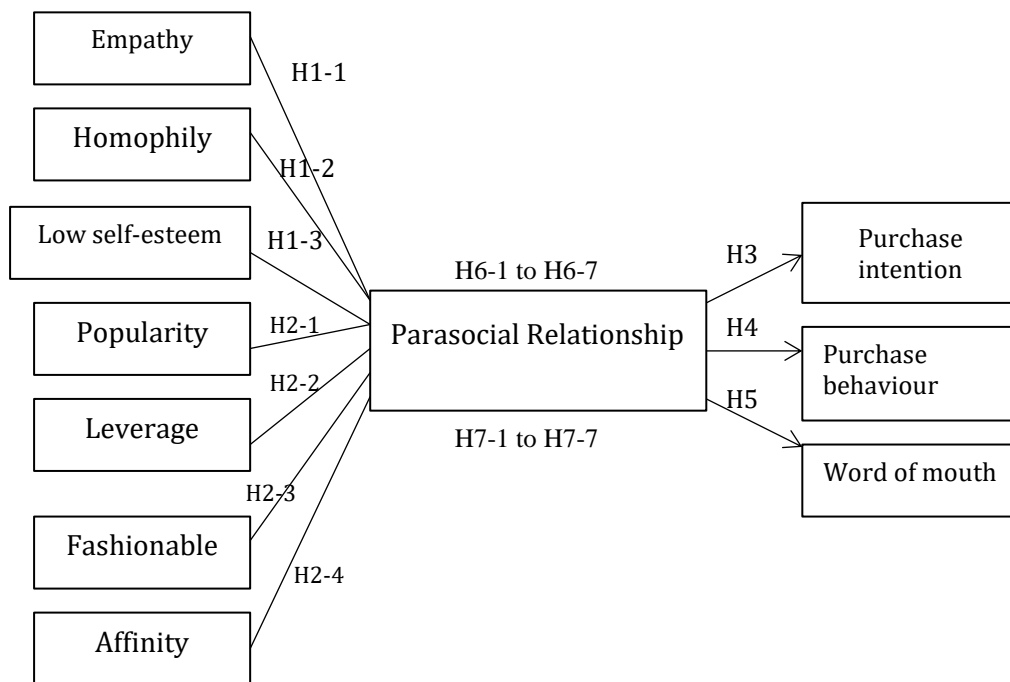 Empathy
H1-1
Homophily
H1-2
Low self-esteem
H1-3
Popularity
H2-1
H2-2
Leverage
H2-3
Fashionable
H2-4
Affinity
H6-1 to H6-7
Parasocial Relationship
H7-1 to H7-7
H3
Purchase
intention
H4
Purchase
behaviour
H5
Word of mouth